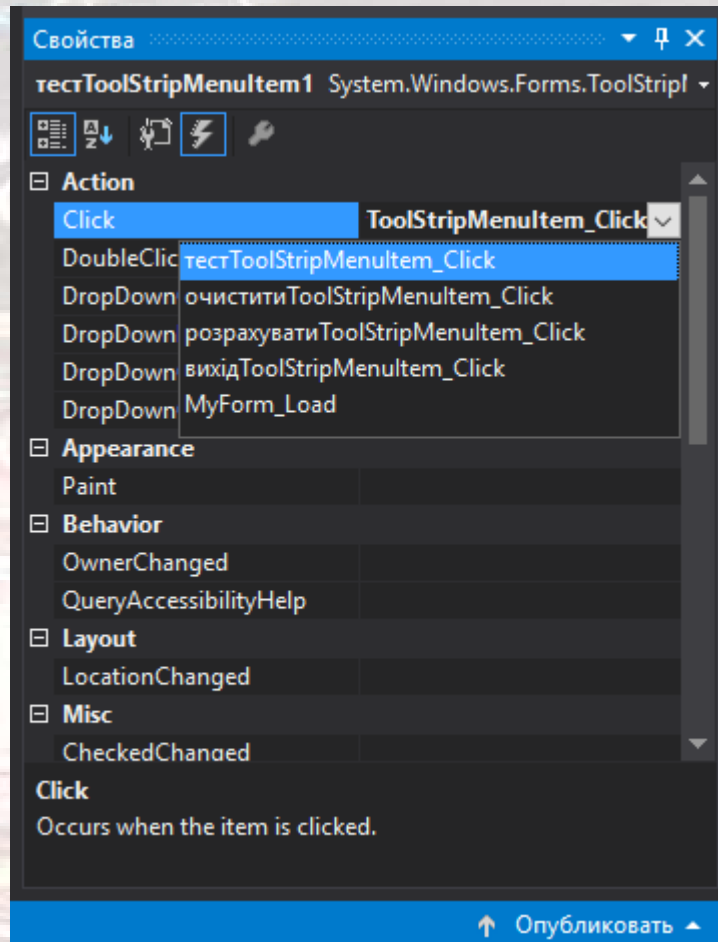 Свойства
тестToolStripMenuItem1 System.Windows.Forms.ToolStripM
Action
Click ToolStripMenuItem_Click
DoubleClic тестToolStripMenuItem_Click
DropDown очиститиToolStripMenuItem_Click
DropDown розрахуватиToolStripMenuItem_Click
DropDown вихідToolStripMenuItem_Click
DropDown MyForm_Load
Appearance
Paint
Behavior
OwnerChanged
QueryAccessibilityHelp
Layout
LocationChanged
Misc
CheckedChanged
Click
Occurs when the item is clicked.
Опубликовать